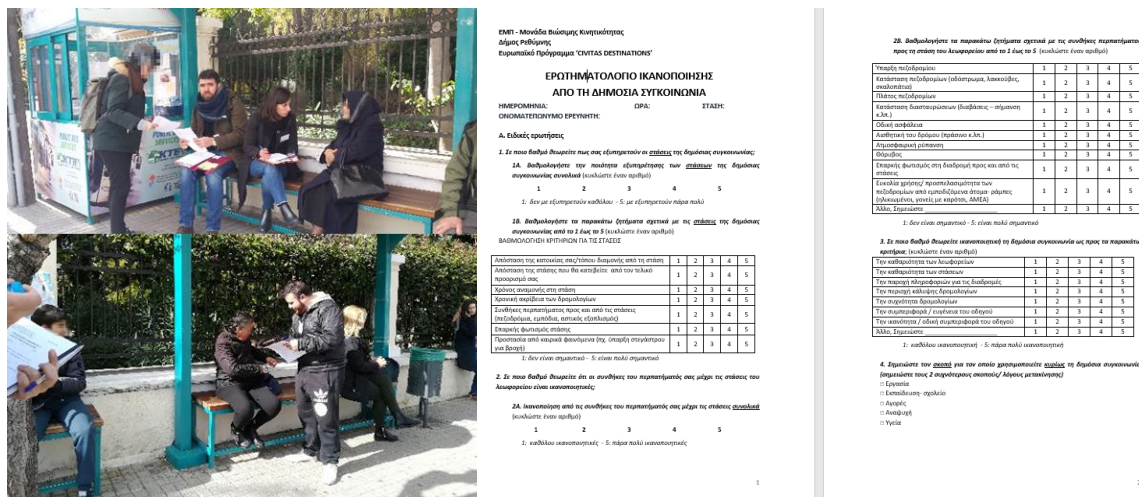 ΕΜΠ - Μονάδα Βιώσιμης Κινητικότητας
Δήμος Ρεθύμνης
Ευρωπαϊκό Πρόγραμμα 'CIVITAS DESTINATIONS'
ΕΡΩΤΗΜΑΤΟΛΟΓΙΟ ΙΚΑΝΟΠΟΙΗΣΗΣ
ΑΠΟ ΤΗ ΔΗΜΟΣΙΑ ΣΥΓΚΟΙΝΩΝΙΑ
ΗΜΕΡΟΜΗΝΙΑ: ΩΡΑ: ΣΤΑΣΗ:
ΟΝΟΜΑΤΕΠΩΝΥΜΟ ΕΡΕΥΝΗΤΗ:
Α. Ειδικές ερωτήσεις
1. Σε ποιο βαθμό θεωρείτε πως σας εξυπηρετούν οι στάσεις της δημόσιας συγκοινωνίας;
1Α. Βαθμολογήστε την ποιότητα εξυπηρέτησης των στάσεων της δημόσιας
συγκοινωνίας συνολικά (κυκλώστε έναν αριθμό)
1 2 3 4 5
1: δεν με εξυπηρετούν καθόλου - 5: με εξυπηρετούν πάρα πολύ
1Β. Βαθμολογήστε τα παρακάτω ζητήματα σχετικά με τις στάσεις της δημόσιας
συγκοινωνίας από το 1 έως το 5 (κυκλώστε έναν αριθμό)
ΒΑΘΜΟΛΟΓΗΣΗ ΚΡΙΤΗΡΙΩΝ ΓΙΑ ΤΙΣ ΣΤΑΣΕΙΣ
Απόσταση της κατοικίας σας/τόπου διαμονής από τη στάση 1 2 3 4 5
Απόσταση της στάσης που θα κατεβείτε από τον τελικό
προορισμό σας 1 2 3 4 5
Χρόνος αναμονής στη στάση 1 2 3 4 5
Χρονική ακρίβεια των δρομολογίων 1 2 3 4 5
Συνθήκες περπατήματος προς και από τις στάσεις
(πεζοδρόμια, εμπόδια, αστικός εξοπλισμός) 1 2 3 4 5
Επαρκής φωτισμός στάσης 1 2 3 4 5
Προστασία από καιρικά φαινόμενα (πχ. ύπαρξη στεγάστρου
για βροχή) 1 2 3 4 5
1: δεν είναι σημαντικό - 5: είναι πολύ σημαντικό
2. Σε ποιο βαθμό θεωρείτε ότι οι συνθήκες του περπατήματός σας μέχρι τις στάσεις του
λεωφορείου είναι ικανοποιητικές;
2Α. Ικανοποίηση από τις συνθήκες του περπατήματός σας μέχρι τις στάσεις συνολικά
(κυκλώστε έναν αριθμό)
1 2 3 4 5
1: καθόλου ικανοποιητικές - 5: πάρα πολύ ικανοποιητικές
1
2Β. Βαθμολογήστε τα παρακάτω ζητήματα σχετικά με τις συνθήκες περπατήματος
προς τη στάση του λεωφορείου από το 1 έως το 5 (κυκλώστε έναν αριθμό)
Ύπαρξη πεζοδρομίου 1 2 3 4 5
Κατάσταση πεζοδρομίων (οδόστρωμα, λακκούβες,
σκαλοπάτια) 1 2 3 4 5
Πλάτος πεζοδρομίων 1 2 3 4 5
Κατάσταση διασταυρώσεων (διαβάσεις – σήμανση
κ.λπ.) 1 2 3 4 5
Οδική ασφάλεια 1 2 3 4 5
Αισθητική του δρόμου (πράσινο κ.λπ.) 1 2 3 4 5
Ατμοσφαιρική ρύπανση 1 2 3 4 5
Θόρυβος 1 2 3 4 5
Επαρκής φωτισμός στη διαδρομή προς και από τις
στάσεις 1 2 3 4 5
Ευκολία χρήσης/ προσπελασιμότητα των
πεζοδρομίων από εμποδιζόμενα άτομα- ράμπες
(ηλικιωμένοι, γονείς με καρότσι, ΑΜΕΑ) 1 2 3 4 5
Άλλο, Σημειώστε 1 2 3 4 5
1: δεν είναι σημαντικό - 5: είναι πολύ σημαντικό
3. Σε ποιο βαθμό θεωρείτε ικανοποιητική τη δημόσια συγκοινωνία ως προς τα παρακάτω
κριτήρια; (κυκλώστε έναν αριθμό)
Την καθαριότητα των λεωφορείων 1 2 3 4 5
Την καθαριότητα των στάσεων 1 2 3 4 5
Την παροχή πληροφοριών για τις διαδρομές 1 2 3 4 5
Την περιοχή κάλυψης δρομολογίων 1 2 3 4 5
Την συχνότητα δρομολογίων 1 2 3 4 5
Την συμπεριφορά / ευγένεια του οδηγού 1 2 3 4 5
Την ικανότητα / οδική συμπεριφορά του οδηγού 1 2 3 4 5
Άλλο, Σημειώστε 1 2 3 4 5
1: καθόλου ικανοποιητική - 5: πάρα πολύ ικανοποιητική
4. Σημειώστε τον σκοπό για τον οποίο χρησιμοποιείτε κυρίως τη δημόσια συγκοινωνία
(σημειώστε τους 2 συχνότερους σκοπούς/ λόγους μετακίνησης)
□ Εργασία
□ Εκπαίδευση- σχολείο
□ Αγορές
□ Αναψυχή
□ Υγεία